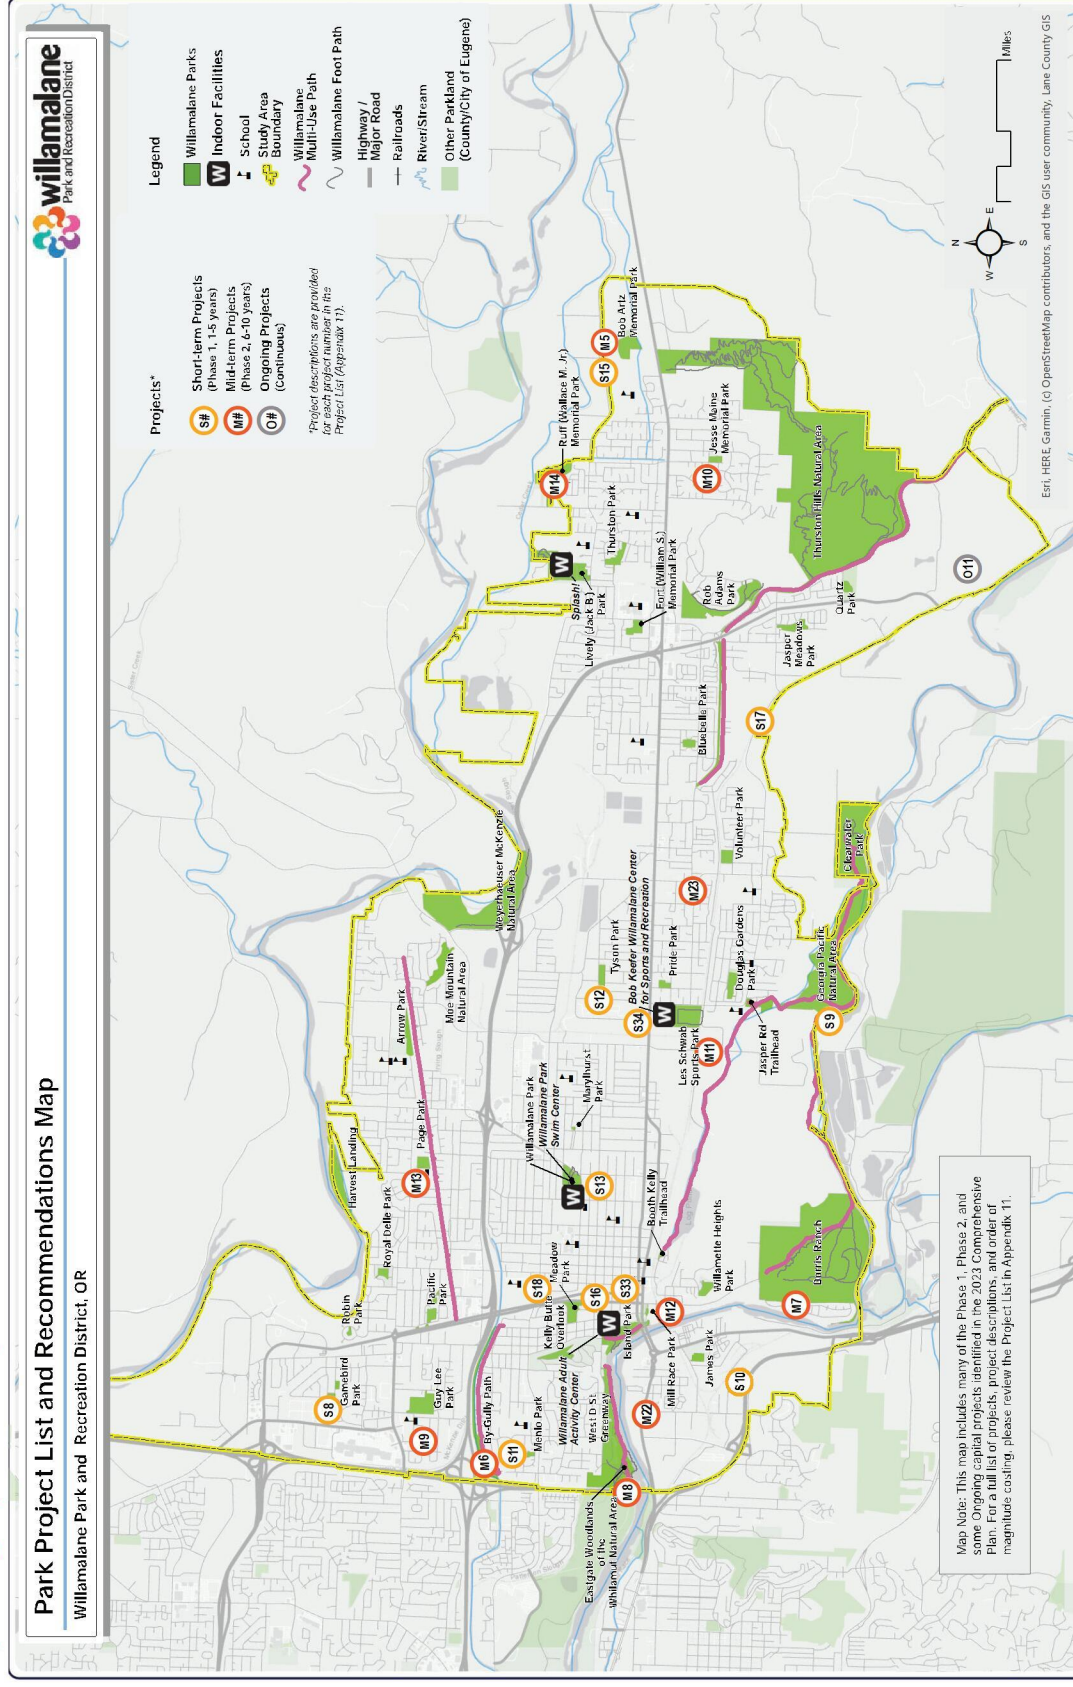 Park Project List and Recommendations Map
Willamalane Park and Recreation District, OR
willamalane
Park and Recreation District
Projects*
S#
Short-term Projects
(Phase 1, 1-5 years)
M#
Mid-term Projects
(Phase 2, 6-10 years)
O#
Ongoing Projects
(Continuous)
*Project descriptions are provided
for each project number in the
Project List (Appendix 11).
Legend
Willamalane Parks
W
Indoor Facilities
School
Study Area
Boundary
Willamalane
Multi-Use Path
Willamalane Foot Path
Highway /
Major Road
Railroads
River/Stream
Other Parkland
(County/City of Eugene)
Robin
Park
Royal Delle Park
Harvest Landing
S8
Gamebird
Park
M9
Guy Lee
Park
Pacific
Park
M13
Page Park
Arrow Park
Moe Mountain
Natural Area
Weyerhaeuser McKenzie
Natural Area
M6
By-Gully Path
S11
Menlo Park
S18
Meadow
Park
Kelly Butte
Overlook
S16
S33
Willamalane Adult
Activity Center
W
Island Park
West D St
Greenway
Eastgate Woodlands
of the
Whilamut Natural Area
M8
M22
Mill Race Park
M12
James Park
S10
Willamalane Park
Willamalane Park
Swim Center
W
S13
Marylhurst
Park
Booth Kelly
Trailhead
Willamette Heights
Park
M7
Dorris Ranch
S12
Tyson Park
S34
Bob Keefer Willamalane Center
for Sports and Recreation
W
Pride Park
Les Schwab
Sports Park
M11
M23
Douglas Gardens
Park
Jasper Rd
Trailhead
Volunteer Park
Georgia Pacific
Natural Area
S9
Clearwater
Park
Bluebelle Park
S17
W
Splash!
Lively (Jack B.)
Park
Thurston Park
M14
Ruff (Wallace M. Jr.)
Memorial Park
Fort (William S.)
Memorial Park
Rob
Adams
Park
Jasper
Meadows
Park
Quartz
Park
S15
M5
Bob Artz
Memorial Park
M10
Jesse Maine
Memorial Park
Thurston Hills Natural Area
O11
N
W
E
S
Miles
Map Note: This map includes many of the Phase 1, Phase 2, and
some Ongoing capital projects identified in the 2023 Comprehensive
Plan. For a full list of projects, project descriptions, and order of
magnitude costing, please review the Project List in Appendix 11.
Esri, HERE, Garmin, (c) OpenStreetMap contributors, and the GIS user community, Lane County GIS